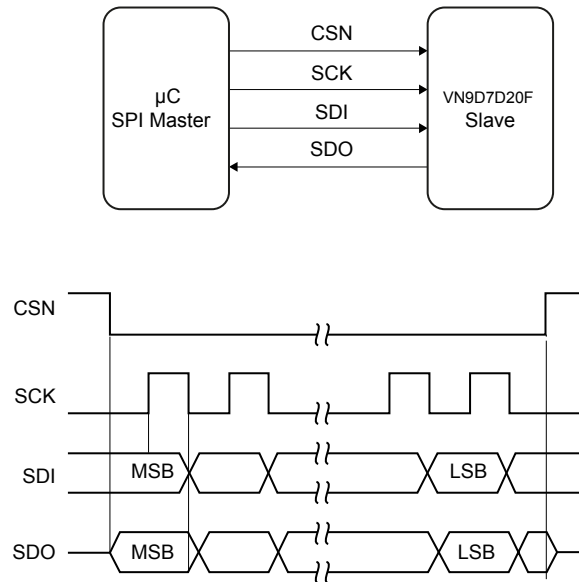 CSN
SCK
SDI
SDO
µC
SPI Master
VN9D7D20F
Slave
CSN
SCK
SDI
MSB
LSB
SDO
MSB
LSB